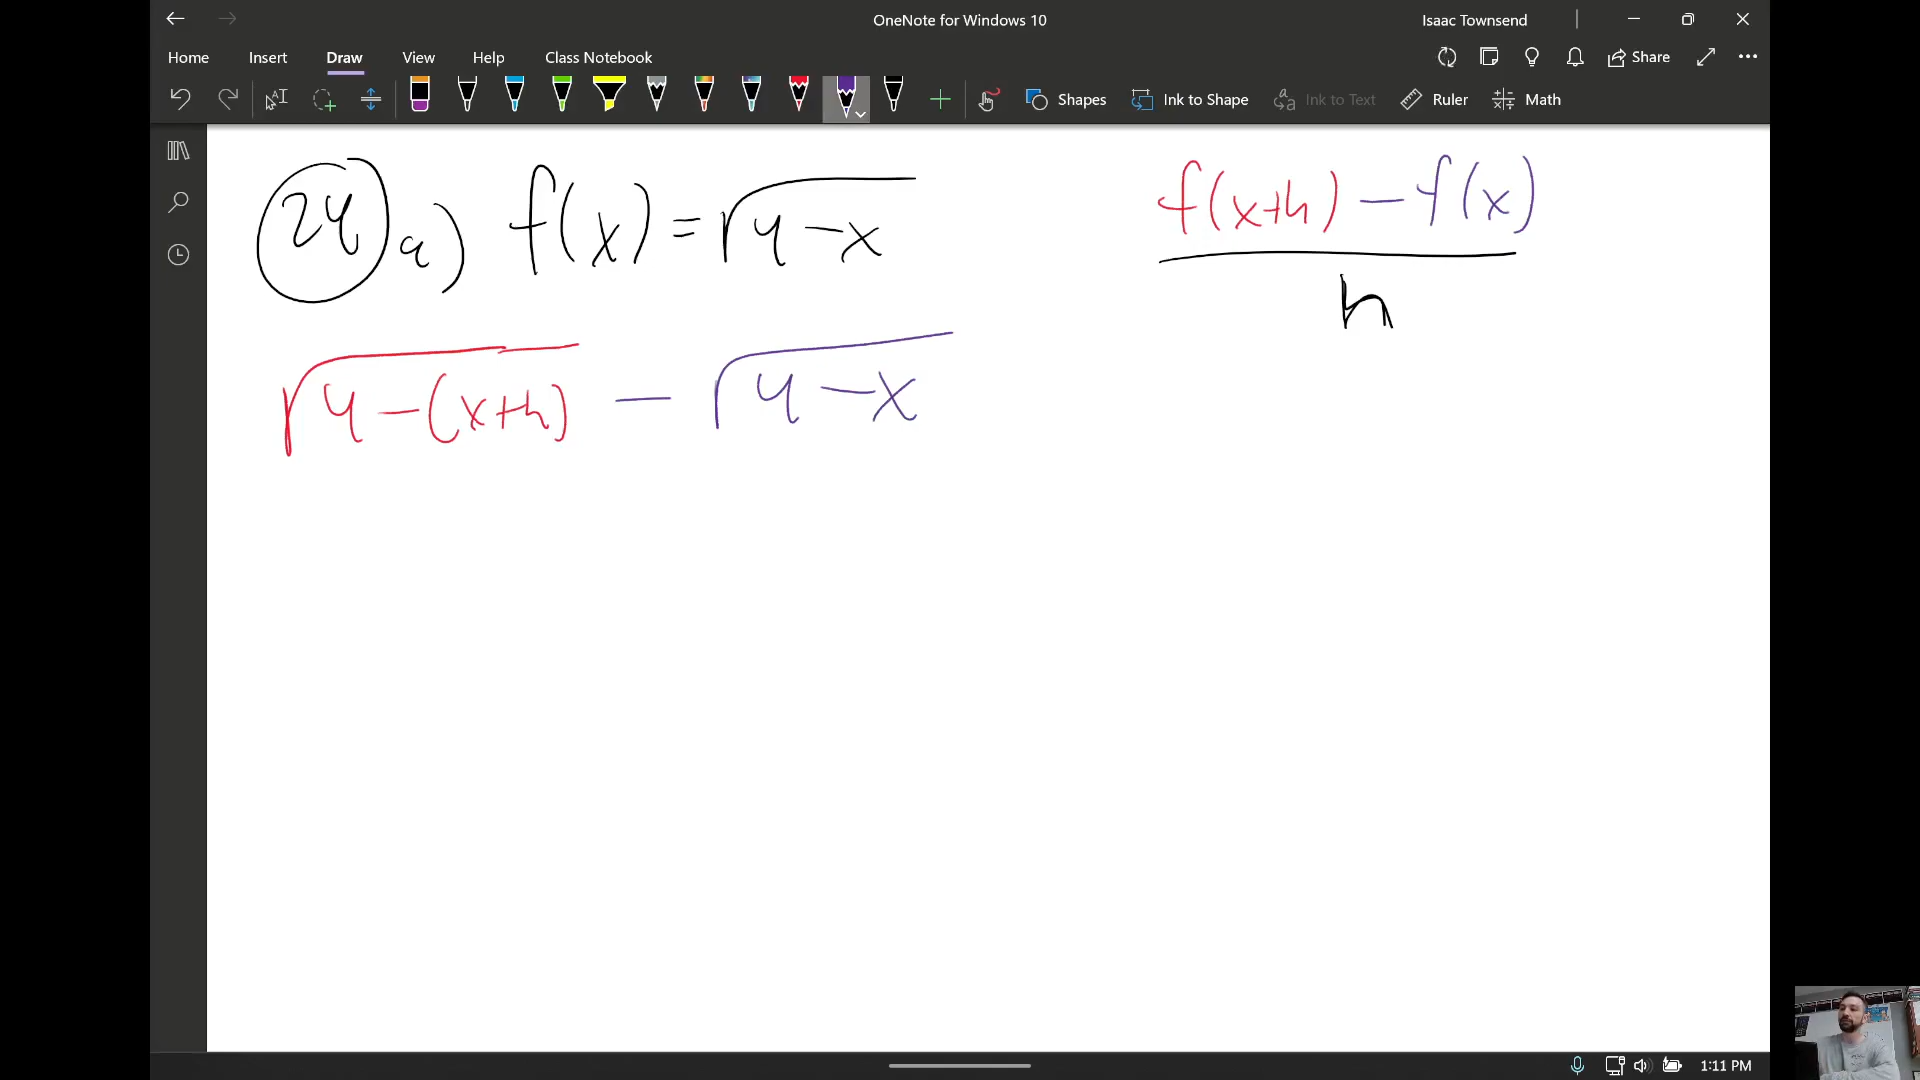 OneNote for Windows 10
Isaac Townsend
Home Insert Draw View Help Class Notebook
Share
Shapes Ink to Shape Ink to Text Ruler Math
24 a) f(x) = √4-x
f(x+h) - f(x)
h
√4-(x+h) - √4-x
1:11 PM